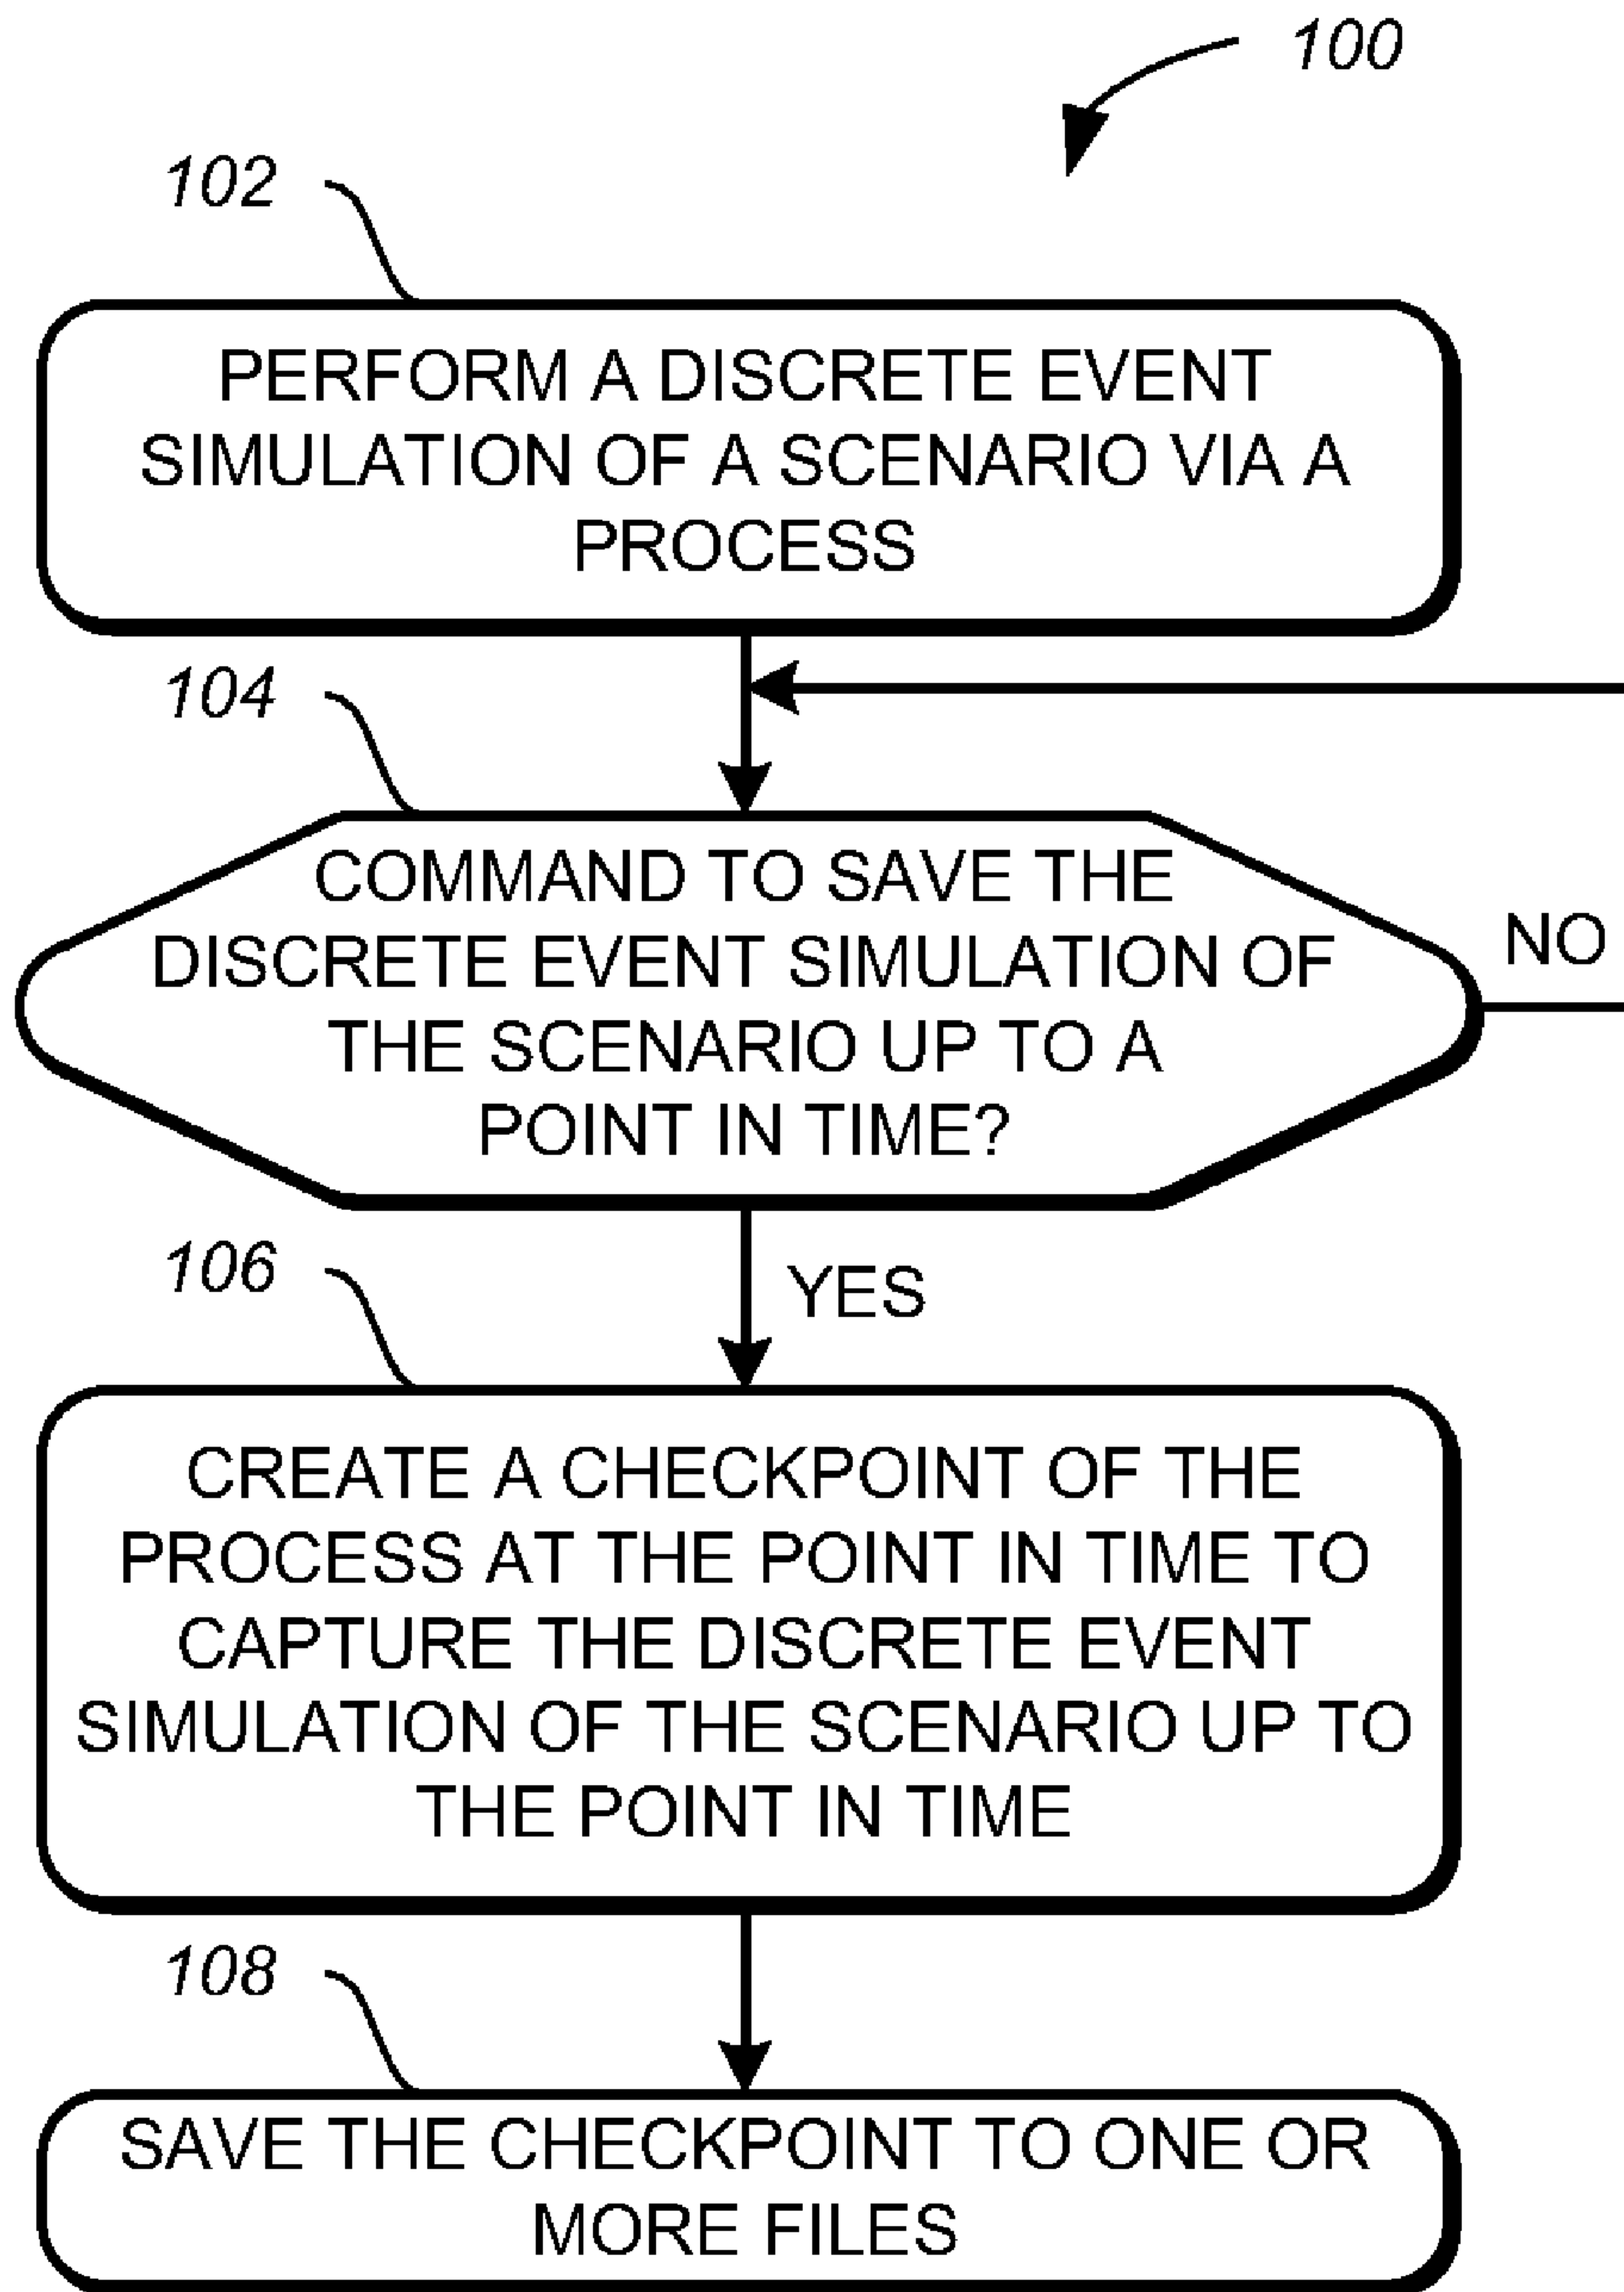 100
102
PERFORM A DISCRETE EVENT
SIMULATION OF A SCENARIO VIA A
PROCESS
104
COMMAND TO SAVE THE
DISCRETE EVENT SIMULATION OF
THE SCENARIO UP TO A
POINT IN TIME?
NO
106
YES
CREATE A CHECKPOINT OF THE
PROCESS AT THE POINT IN TIME TO
CAPTURE THE DISCRETE EVENT
SIMULATION OF THE SCENARIO UP TO
THE POINT IN TIME
108
SAVE THE CHECKPOINT TO ONE OR
MORE FILES